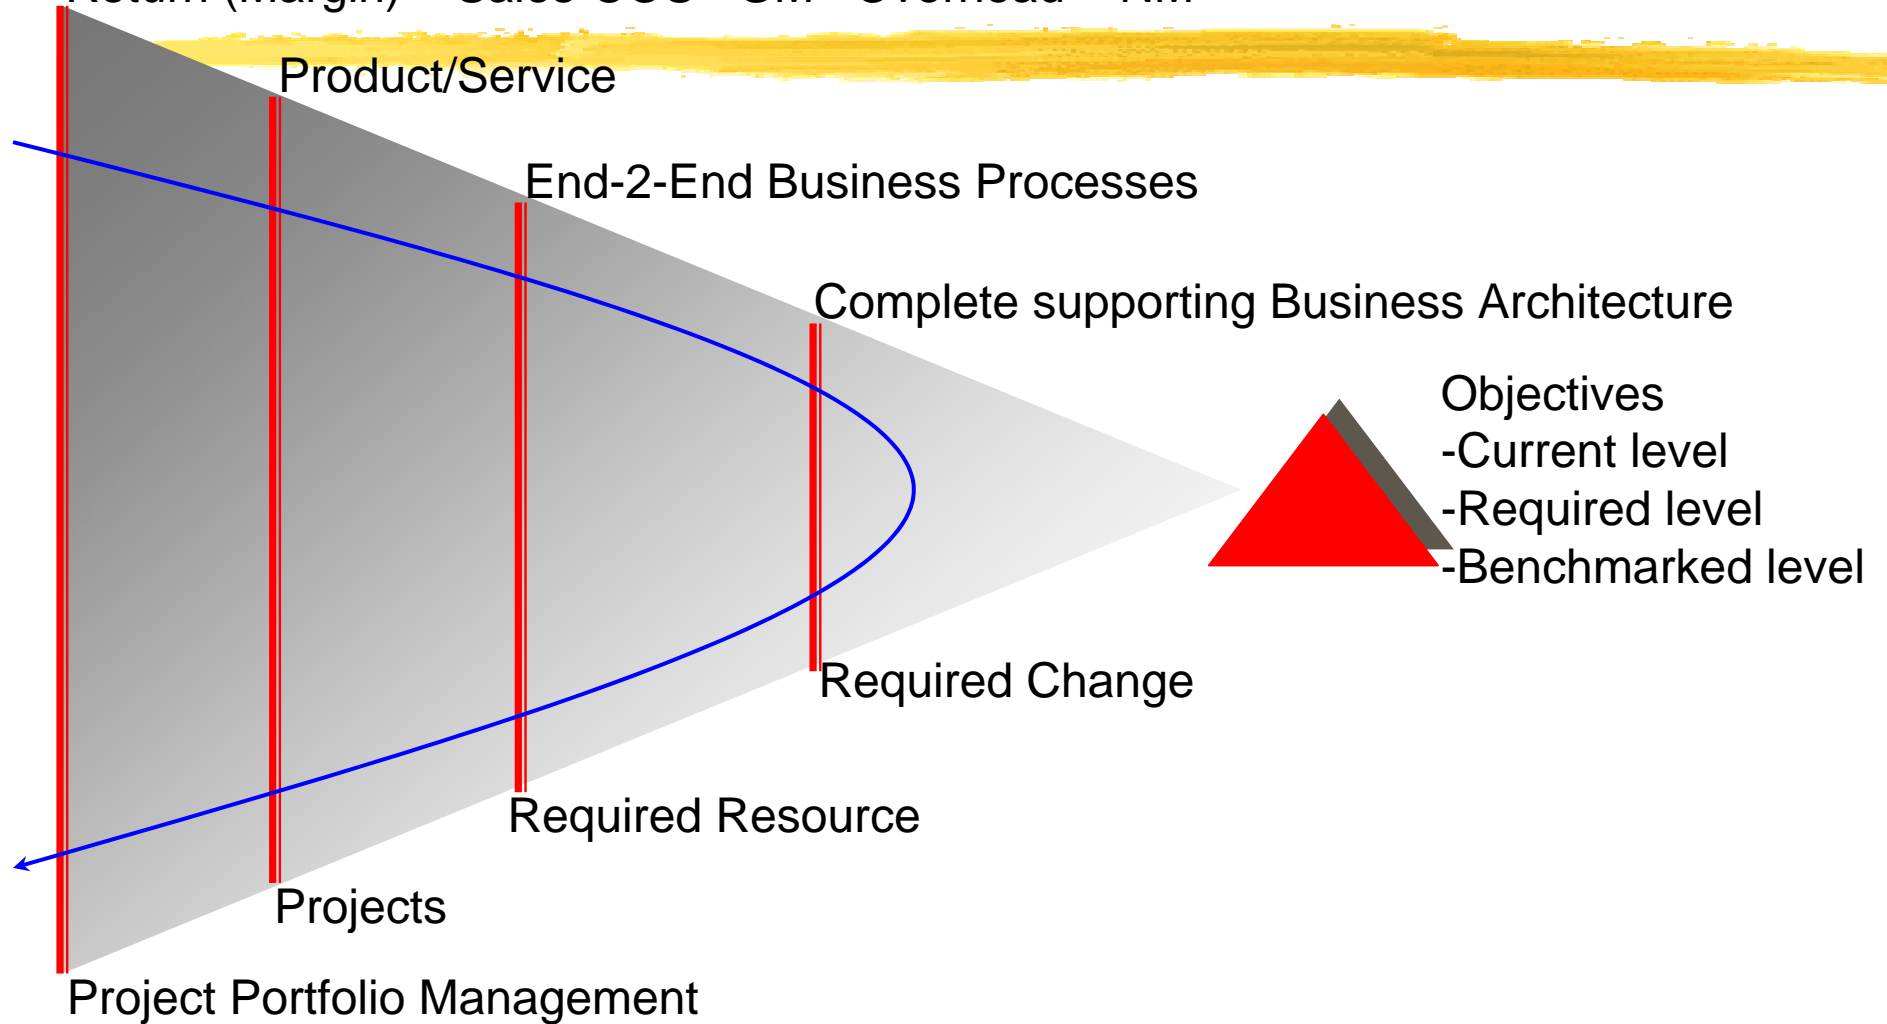 Product/Service
End-2-End Business Processes
Complete supporting Business Architecture
Objectives
-Current level
-Required level
-Benchmarked level
Required Change
Required Resource
Projects
Project Portfolio Management